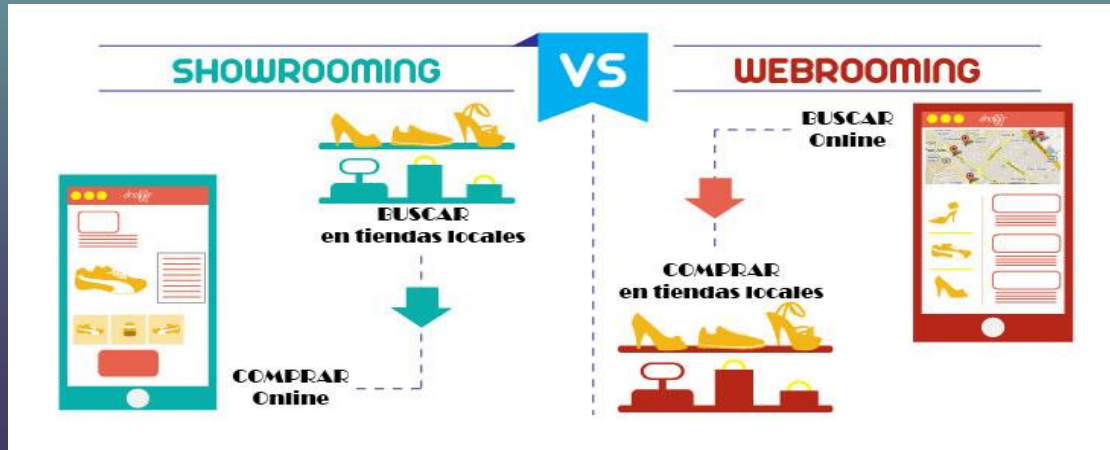 SHOWROOMING
VS
WEBROOMING
BUSCAR
en tiendas locales
COMPRAR
Online
BUSCAR
Online
COMPRAR
en tiendas locales